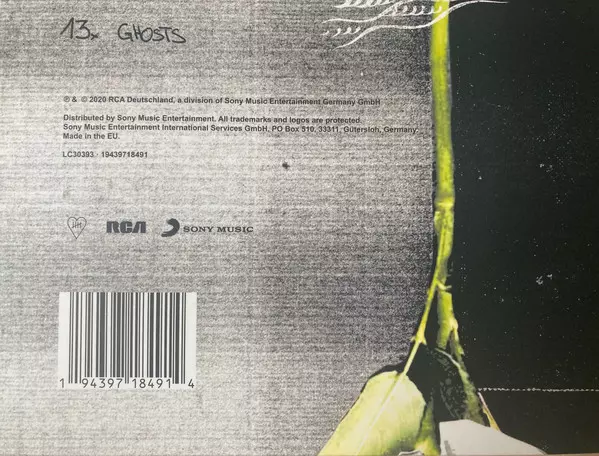 13x GHOSTS
℗ & © 2020 RCA Deutschland, a division of Sony Music Entertainment Germany GmbH
Distributed by Sony Music Entertainment. All trademarks and logos are protected.
Sony Music Entertainment International Services GmbH, PO Box 510, 33311, Gütersloh, Germany
Made in the EU.
LC30393 · 19439718491
RCA SONY MUSIC
1 94397 18491 4